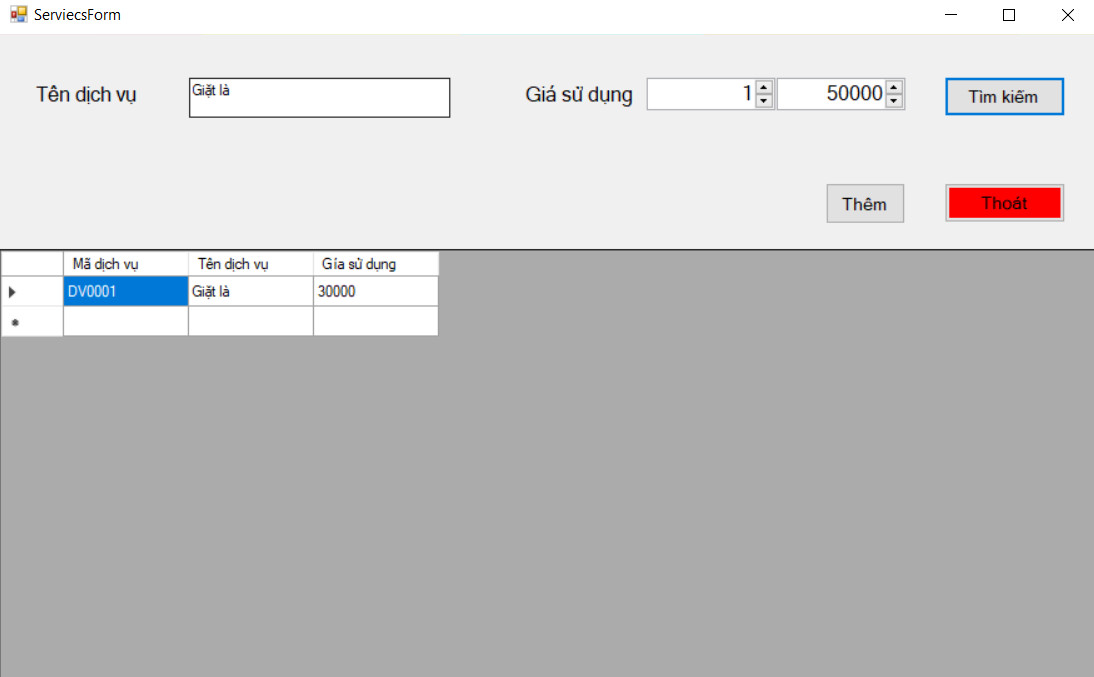 ServiecsForm
Tên dịch vụ Giặt là Giá sử dụng 1 50000 Tìm kiếm
Thêm Thoát
Mã dịch vụ Tên dịch vụ Gía sử dụng
DV0001 Giặt là 30000